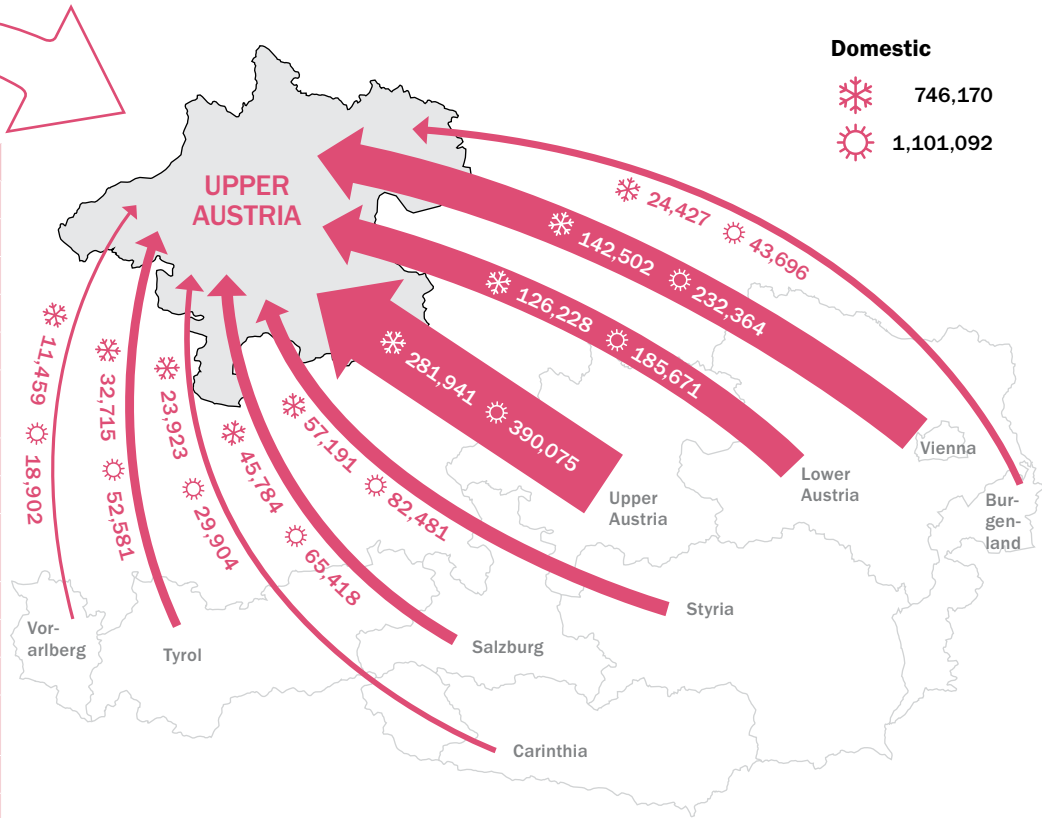 Domestic
746,170
1,101,092
UPPER
AUSTRIA
24,427 43,696
142,502 232,364
126,228 185,671
281,941 390,075
57,191 82,481
45,784 65,418
23,923 29,904
32,715 52,581
11,459 18,902
Vienna
Lower
Austria
Upper
Austria
Bur-
gen-
land
Styria
Salzburg
Carinthia
Tyrol
Vor-
arlberg